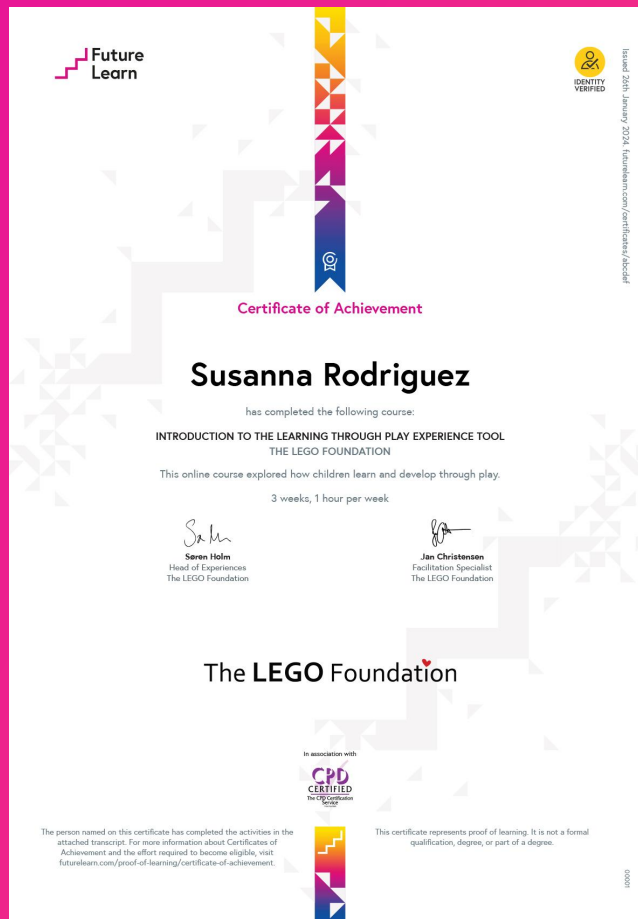 Future
Learn
IDENTITY
VERIFIED
Issued 26th January 2024. futurelearn.com/certificates/abcdef
Certificate of Achievement
Susanna Rodriguez
has completed the following course:
INTRODUCTION TO THE LEARNING THROUGH PLAY EXPERIENCE TOOL
THE LEGO FOUNDATION
This online course explored how children learn and develop through play.
3 weeks, 1 hour per week
Søren Holm
Head of Experiences
The LEGO Foundation
Jan Christensen
Facilitation Specialist
The LEGO Foundation
The LEGO Foundation
In association with
CPD
CERTIFIED
The CPD Certification
Service
The person named on this certificate has completed the activities in the
attached transcript. For more information about Certificates of
Achievement and the effort required to become eligible, visit
futurelearn.com/proof-of-learning/certificate-of-achievement.
This certificate represents proof of learning. It is not a formal
qualification, degree, or part of a degree.
00001